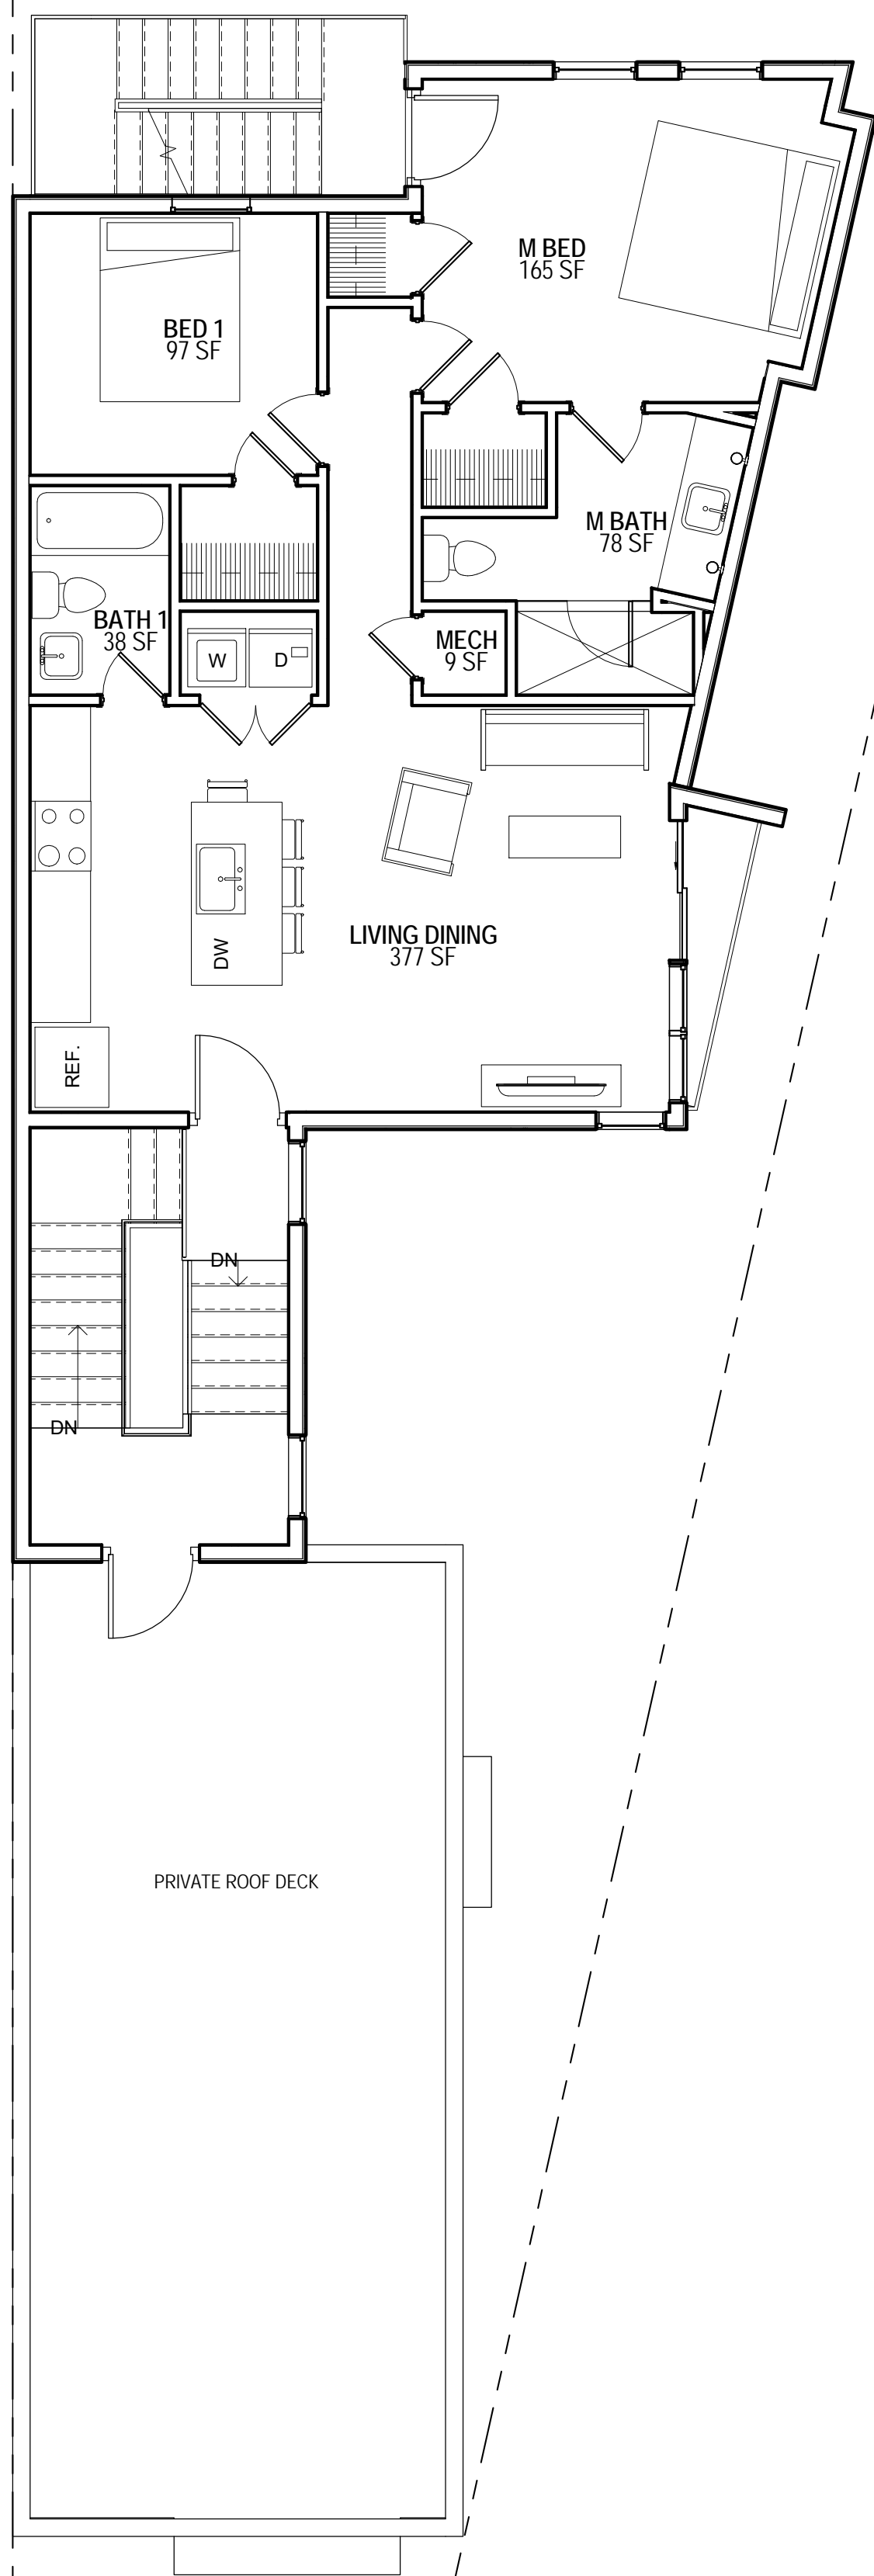 M BED
165 SF
BED 1
97 SF
M BATH
78 SF
BATH 1
38 SF
MECH
9 SF
W
D
LIVING DINING
377 SF
DW
REF.
DN
DN
PRIVATE ROOF DECK